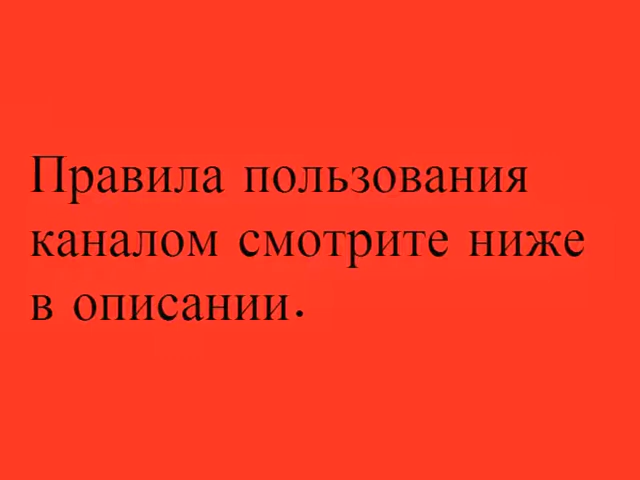 Правила пользования
каналом смотрите ниже
в описании.